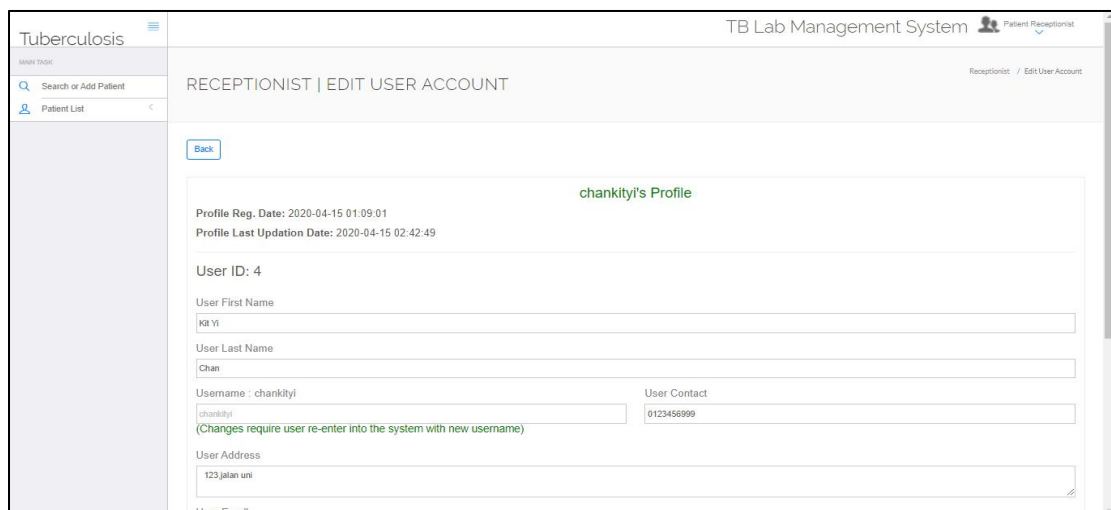 Tuberculosis
TB Lab Management System
Patient Receptionist
MAIN TASK
Search or Add Patient
Patient List
RECEPTIONIST | EDIT USER ACCOUNT
Receptionist / Edit User Account
Back
chankityi's Profile
Profile Reg. Date: 2020-04-15 01:09:01
Profile Last Updation Date: 2020-04-15 02:42:49
User ID: 4
User First Name
Kit Yi
User Last Name
Chan
Username : chankityi
User Contact
chankityi
0123456999
(Changes require user re-enter into the system with new username)
User Address
123,jalan uni